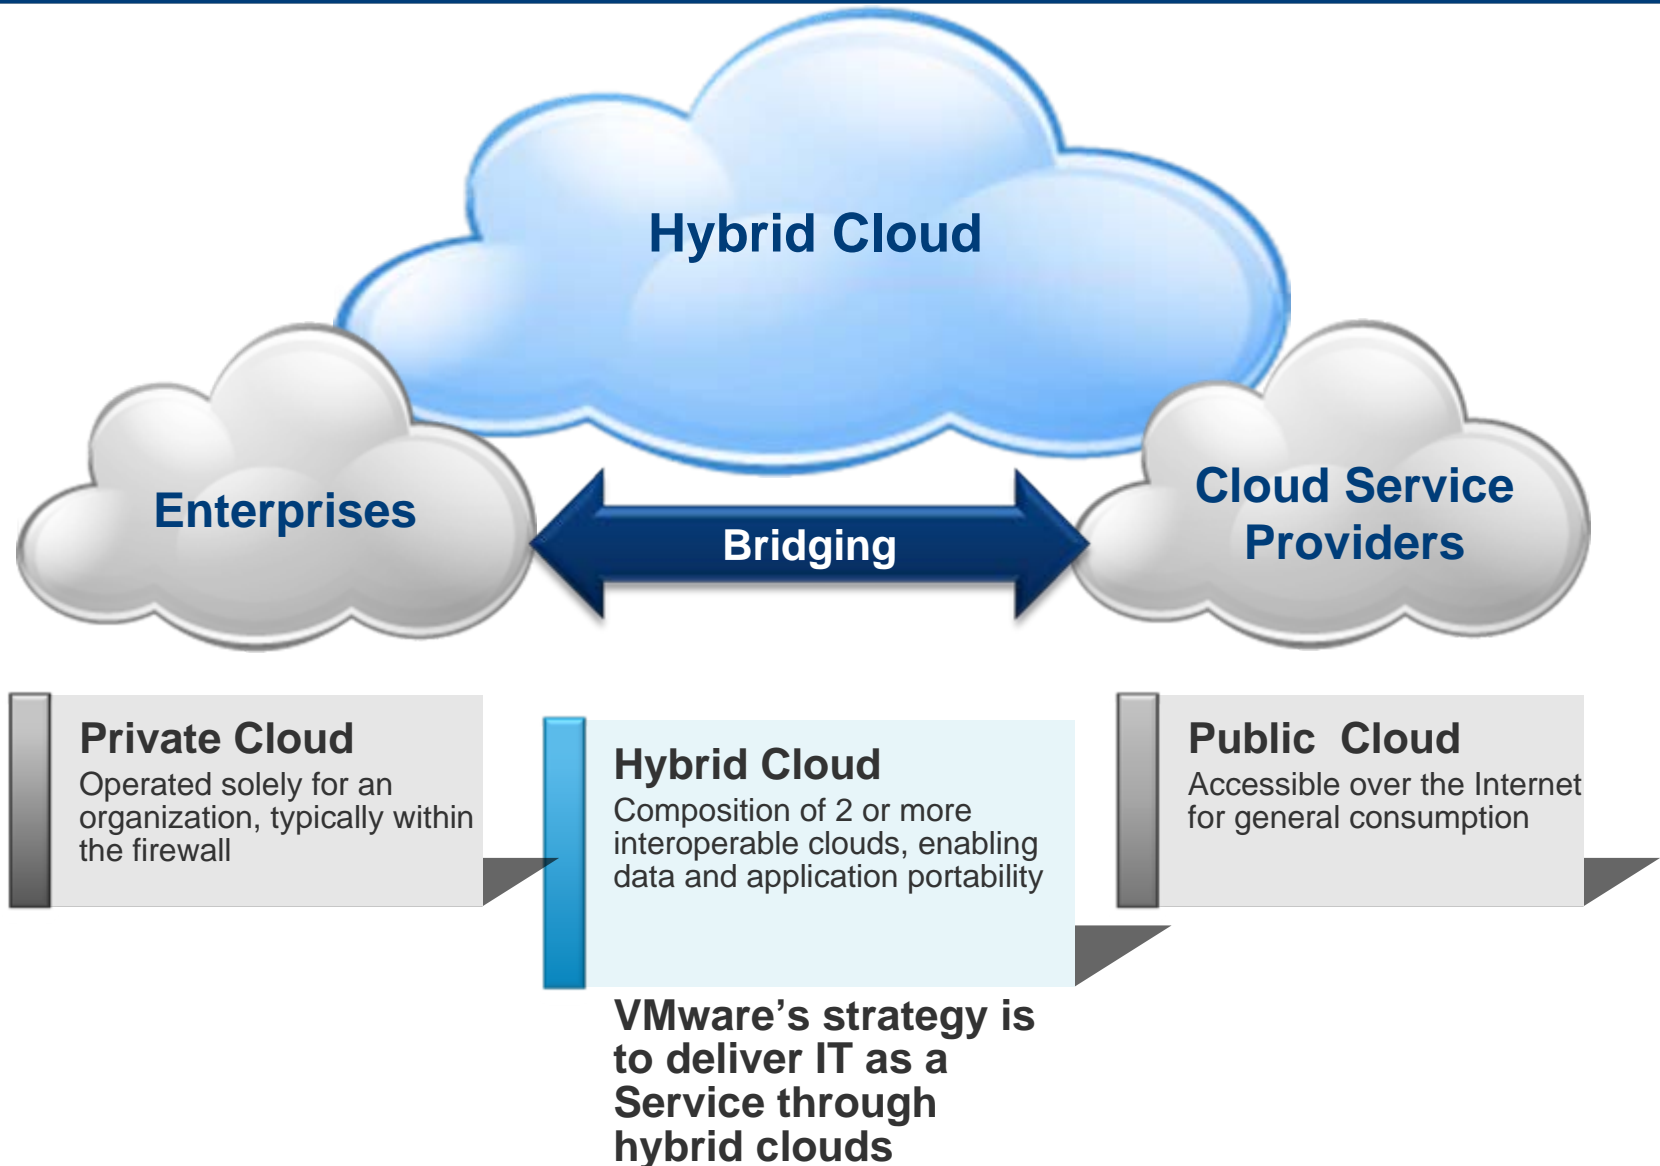 Hybrid Cloud
Enterprises
Bridging
Cloud Service
Providers
Private Cloud
Operated solely for an
organization, typically within
the firewall
Hybrid Cloud
Composition of 2 or more
interoperable clouds, enabling
data and application portability
VMware’s strategy is
to deliver IT as a
Service through
hybrid clouds
Public  Cloud
Accessible over the Internet
for general consumption